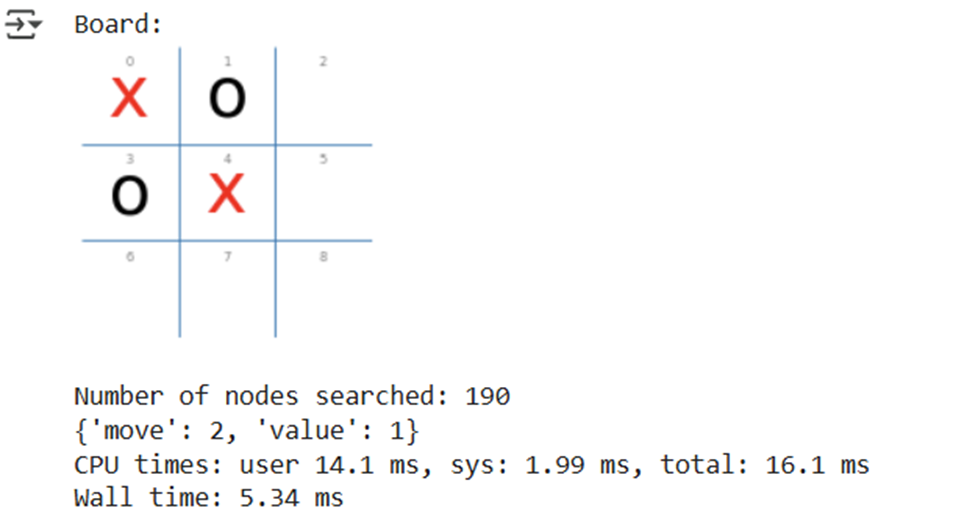 Board:
0 1 2
X O
3 4 5
O X
6 7 8
Number of nodes searched: 190
{'move': 2, 'value': 1}
CPU times: user 14.1 ms, sys: 1.99 ms, total: 16.1 ms
Wall time: 5.34 ms